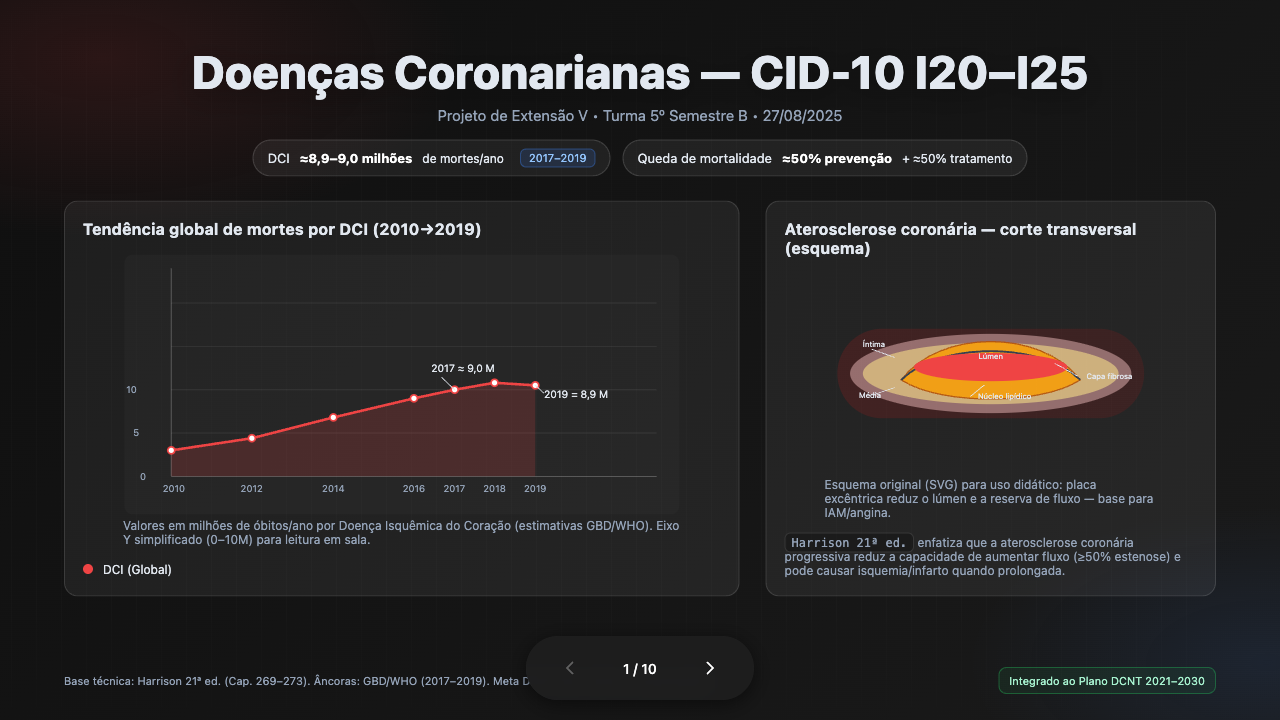 Doenças Coronarianas — CID-10 I20–I25
Projeto de Extensão V • Turma 5º Semestre B • 27/08/2025
DCI ≈8,9–9,0 milhões de mortes/ano 2017–2019
Queda de mortalidade ≈50% prevenção + ≈50% tratamento
Tendência global de mortes por DCI (2010→2019)
10
5
0
2017 ≈ 9,0 M
2019 = 8,9 M
2010 2012 2014 2016 2017 2018 2019
Valores em milhões de óbitos/ano por Doença Isquêmica do Coração (estimativas GBD/WHO). Eixo
Y simplificado (0–10M) para leitura em sala.
DCI (Global)
Aterosclerose coronária — corte transversal
(esquema)
Íntima
Lúmen
Capa fibrosa
Média
Núcleo lipídico
Esquema original (SVG) para uso didático: placa
excêntrica reduz o lúmen e a reserva de fluxo — base para
IAM/angina.
Harrison 21ª ed. enfatiza que a aterosclerose coronária
progressiva reduz a capacidade de aumentar fluxo (≥50% estenose) e
pode causar isquemia/infarto quando prolongada.
Base técnica: Harrison 21ª ed. (Cap. 269–273). Âncoras: GBD/WHO (2017–2019). Meta
1 / 10
Integrado ao Plano DCNT 2021–2030